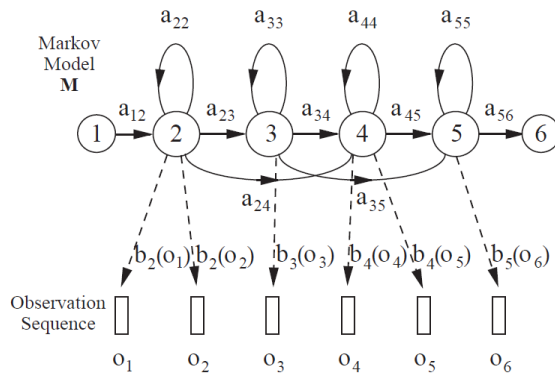 a22 a33 a44 a55
Markov
Model
M
a12 a23 a34 a45 a56
1 2 3 4 5 6
a24 a35
b2(o1) b2(o2) b3(o3) b4(o4) b4(o5) b5(o6)
Observation
Sequence
o1 o2 o3 o4 o5 o6